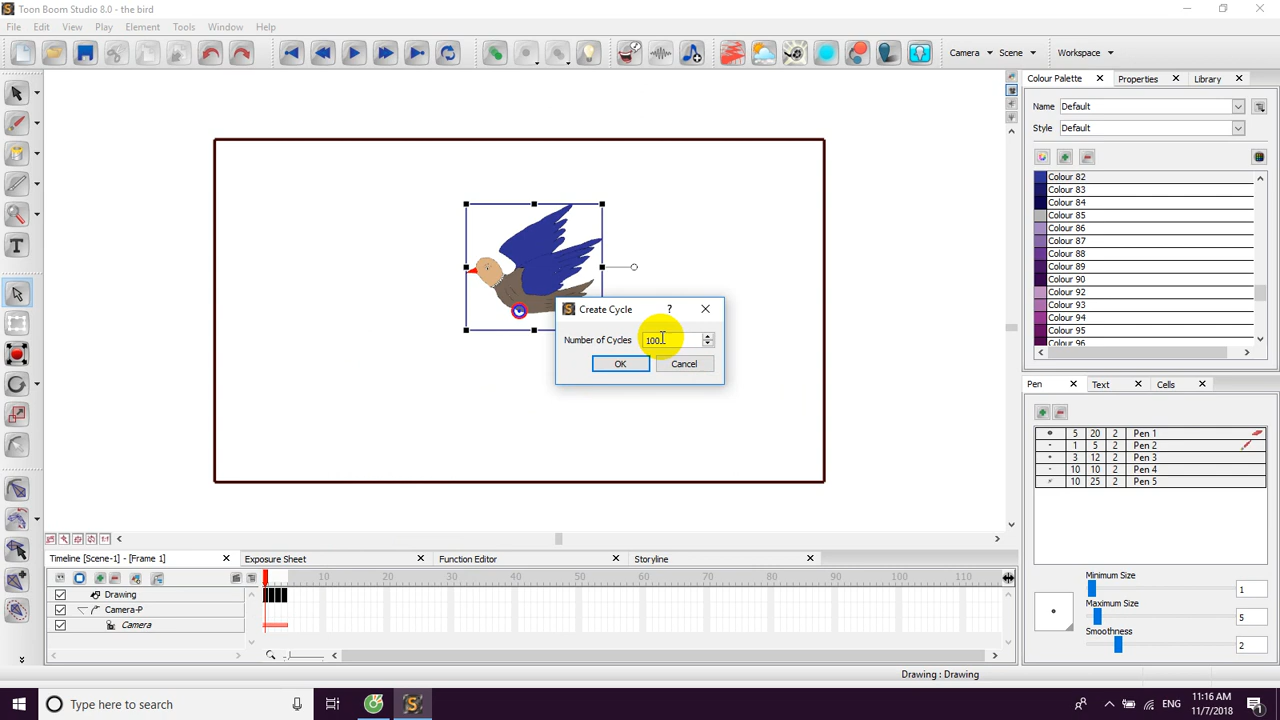 Toon Boom Studio 8.0 - the bird
File Edit View Play Element Tools Window Help
Camera Scene Workspace
Colour Palette Properties Library
Name Default
Style Default
Colour 82
Colour 83
Colour 84
Colour 85
Colour 86
Colour 87
Colour 88
Colour 89
Colour 90
Colour 92
Colour 93
Colour 94
Colour 95
Colour 96
Create Cycle ?
Number of Cycles 100
OK Cancel
Pen Text Cells
5 20 2 Pen 1
1 5 2 Pen 2
3 12 2 Pen 3
10 10 2 Pen 4
10 25 2 Pen 5
Timeline [Scene-1] - [Frame 1] Exposure Sheet Function Editor Storyline
10 20 30 40 50 60 70 80 90 100 110
Drawing
Camera-P
Camera
Minimum Size
1
Maximum Size
5
Smoothness
2
Drawing : Drawing
Type here to search
ENG
11:16 AM
11/7/2018
1